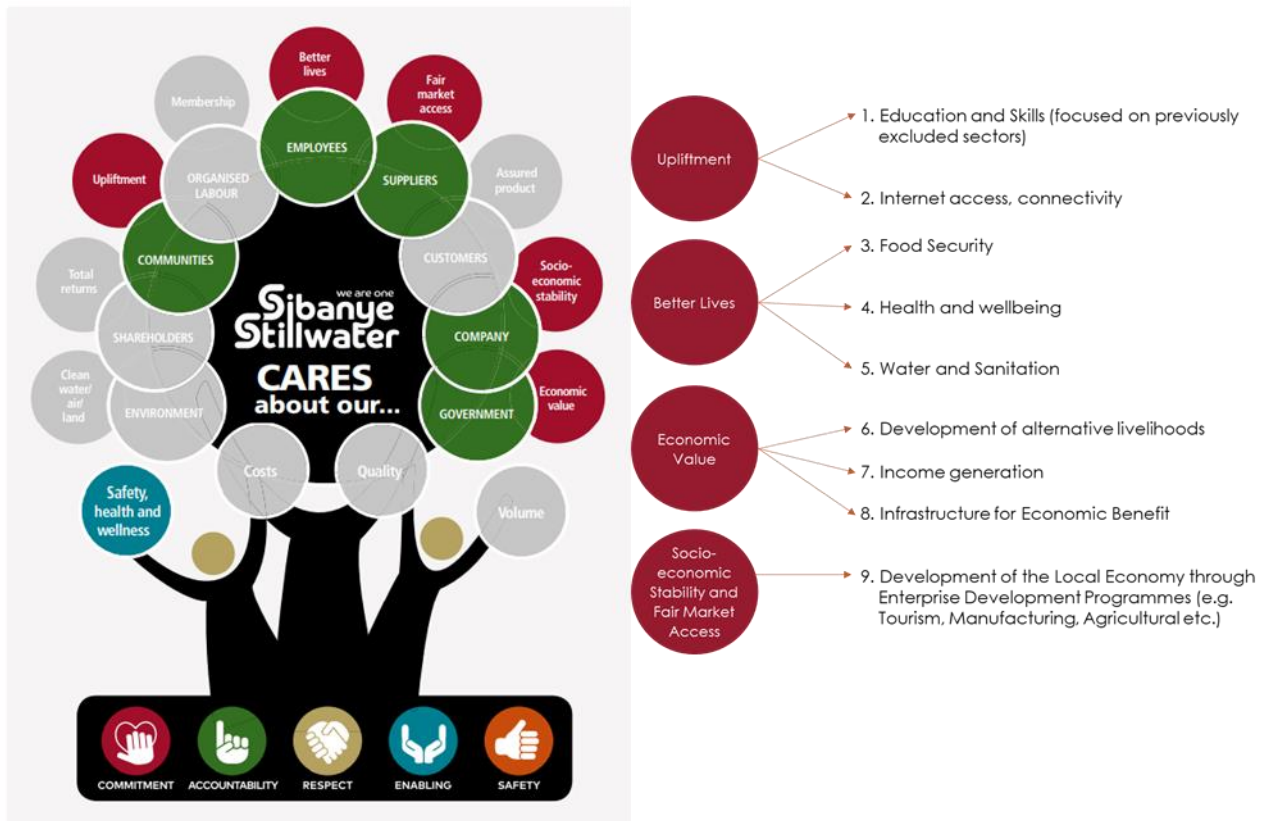 Better
lives
Fair
market
access
Membership
EMPLOYEES
Upliftment
ORGANISED
LABOUR
SUPPLIERS
Assured
product
COMMUNITIES
CUSTOMERS
Total
returns
Socio-
economic
stability
we are one
Sibanye
Stillwater
SHAREHOLDERS
COMPANY
CARES
about our...
Clean
water/
air/
land
ENVIRONMENT
GOVERNMENT
Economic
value
Costs
Quality
Safety,
health and
wellness
Volume
COMMITMENT
ACCOUNTABILITY
RESPECT
ENABLING
SAFETY
Upliftment
1. Education and Skills (focused on previously
excluded sectors)
2. Internet access, connectivity
Better Lives
3. Food Security
4. Health and wellbeing
5. Water and Sanitation
Economic
Value
6. Development of alternative livelihoods
7. Income generation
8. Infrastructure for Economic Benefit
Socio-
economic
Stability and
Fair Market
Access
9. Development of the Local Economy through
Enterprise Development Programmes (e.g.
Tourism, Manufacturing, Agricultural etc.)